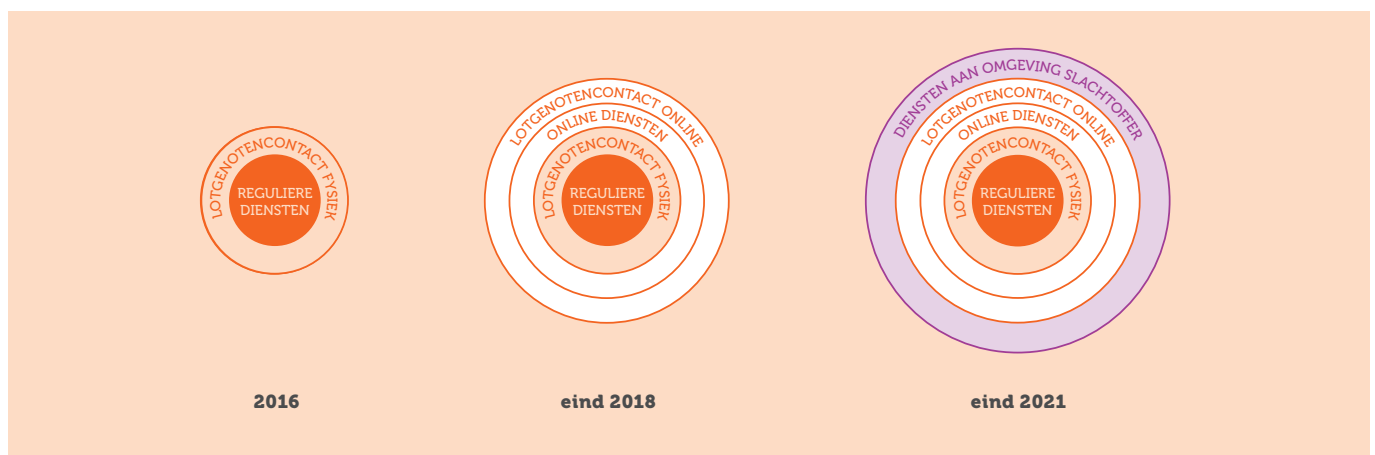 LOTGENOTENCONTACT FYSIEK
REGULIERE
DIENSTEN
2016
LOTGENOTENCONTACT ONLINE
ONLINE DIENSTEN
LOTGENOTENCONTACT FYSIEK
REGULIERE
DIENSTEN
eind 2018
DIENSTEN AAN OMGEVING SLACHTOFFER
LOTGENOTENCONTACT ONLINE
ONLINE DIENSTEN
LOTGENOTENCONTACT FYSIEK
REGULIERE
DIENSTEN
eind 2021